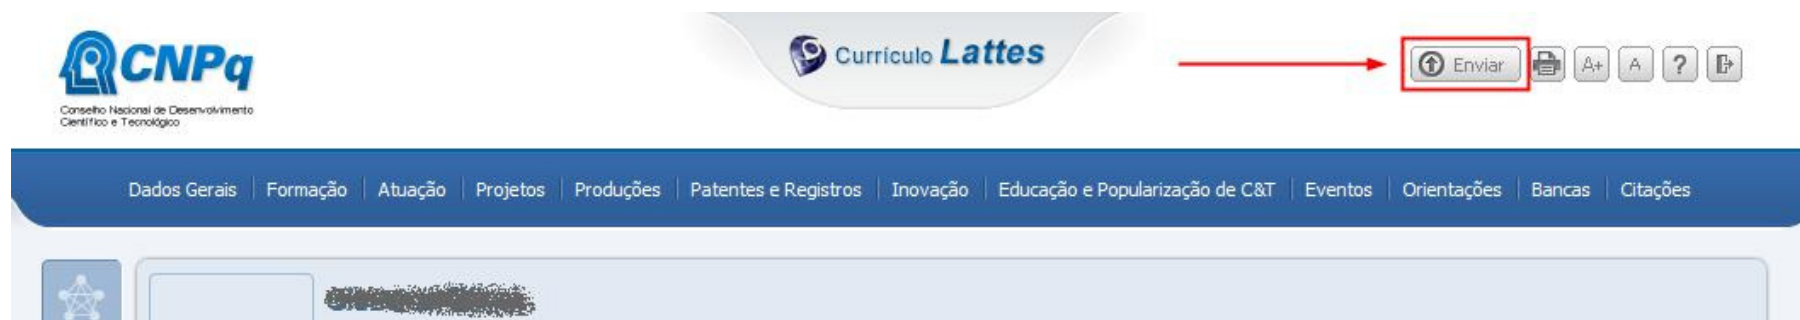 CNPq
Conselho Nacional de Desenvolvimento
Científico e Tecnológico
Currículo Lattes
Enviar A+ A ?
Dados Gerais Formação Atuação Projetos Produções Patentes e Registros Inovação Educação e Popularização de C&T Eventos Orientações Bancas Citações